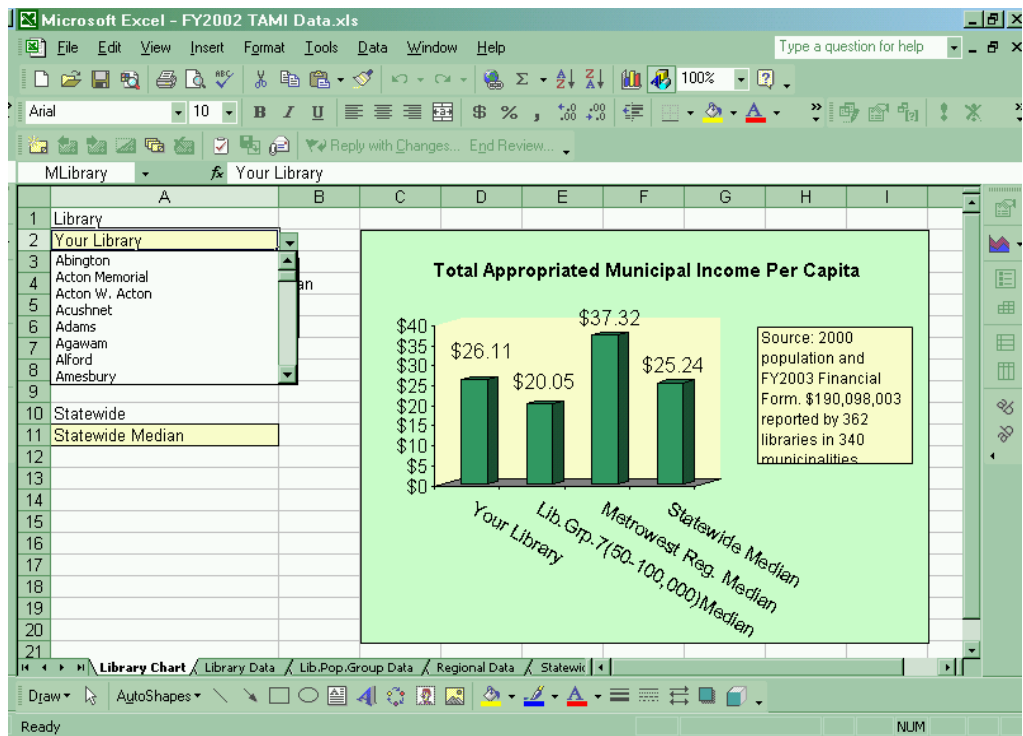 Microsoft Excel - FY2002 TAMI Data.xls
File Edit View Insert Format Tools Data Window Help
Type a question for help
100%
Arial 10 B I U $ % ,
Reply with Changes... End Review...
MLibrary fx Your Library
A B C D E F G H I
1 Library
2 Your Library
3 Abington
Acton Memorial
4 an
Acton W. Acton
5 Acushnet
6 Adams
7 Agawam
Alford
8 Amesbury
9
10 Statewide
11 Statewide Median
12
13
14
15
16
17
18
19
20
21
Total Appropriated Municipal Income Per Capita
$40
$35
$30
$25
$20
$15
$10
$5
$0
$26.11
$20.05
$37.32
$25.24
Your Library
Lib. Grp.7(50-100,000)Median
Metrowest Reg. Median
Statewide Median
Source: 2000
population and
FY2003 Financial
Form. $190,098,003
reported by 362
libraries in 340
municipalities
Library Chart Library Data Lib.Pop.Group Data Regional Data Statewic
Draw AutoShapes
Ready NUM